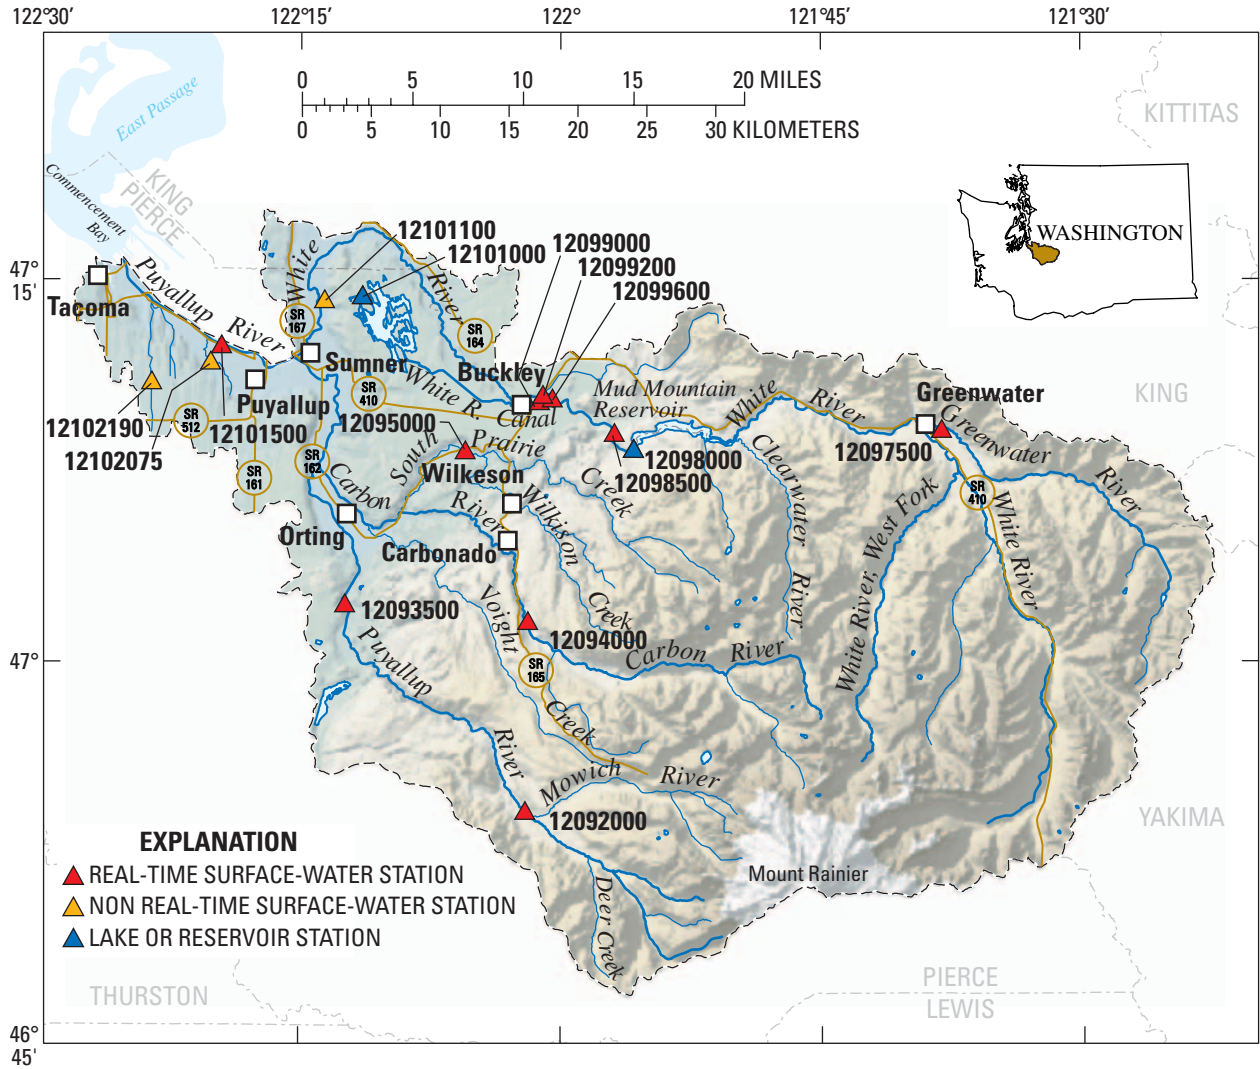 122°30'
122°15'
122°
121°45'
121°30'
0 5 10 15 20 MILES
0 5 10 15 20 25 30 KILOMETERS
East Passage
KITTITAS
Commencement
Bay
KING
PIERCE
WASHINGTON
12101100
12101000
12099000
12099200
12099600
47°
15'
Tacoma
Puyallup
River
White
River
SR
167
SR
164
Sumner
Buckley
Mud Mountain
Reservoir
White
River
Greenwater
KING
SR
410
White R.
Canal
Puyallup
SR
512
12102190
12102075
12101500
12095000
South
Prairie
Creek
12098000
12098500
12097500
Greenwater
River
SR
161
SR
162
Wilkeson
Carbon
River
Wilkison
Creek
Clearwater
River
White River, West Fork
SR
410
White River
Orting
Carbonado
12093500
Voight
Creek
12094000
Carbon
River
47°
SR
165
Puyallup
River
Mowich
River
12092000
YAKIMA
Mount Rainier
Deer Creek
EXPLANATION
REAL-TIME SURFACE-WATER STATION
NON REAL-TIME SURFACE-WATER STATION
LAKE OR RESERVOIR STATION
THURSTON
PIERCE
LEWIS
46°
45'